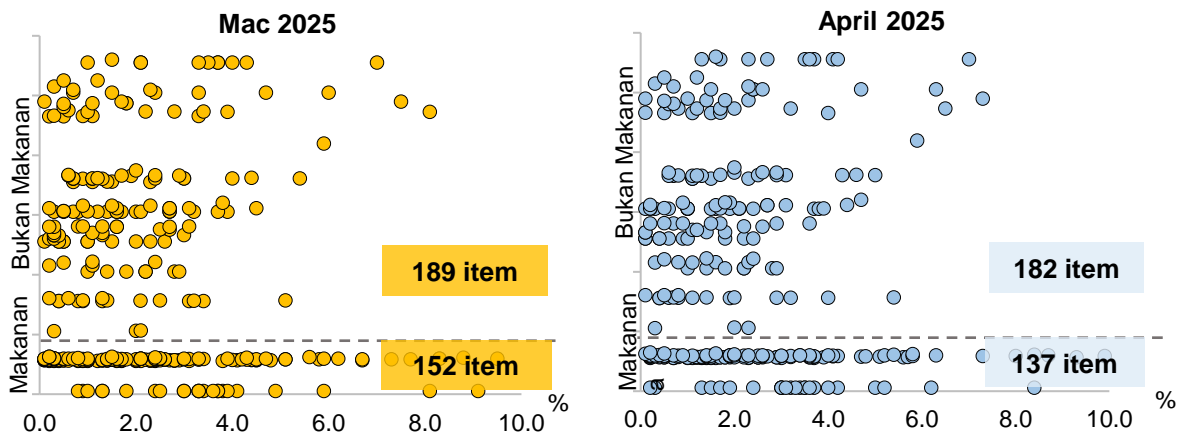 Mac 2025
Bukan Makanan
Makanan
189 item
152 item
%
0.0 2.0 4.0 6.0 8.0 10.0
April 2025
Bukan Makanan
Makanan
182 item
137 item
%
0.0 2.0 4.0 6.0 8.0 10.0